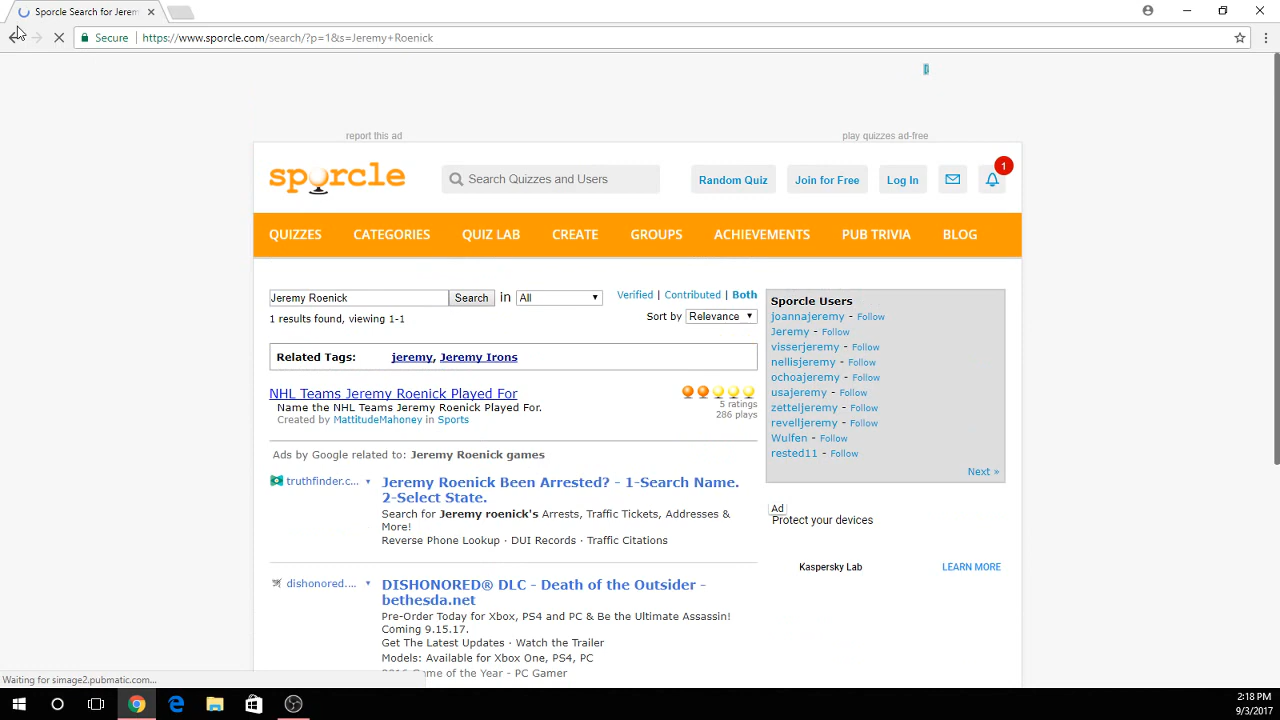 Sporcle Search for Jerem
Secure
https://www.sporcle.com/search/?p=1&s=Jeremy+Roenick
report this ad
play quizzes ad-free
sporcle
Search Quizzes and Users
Random Quiz
Join for Free
Log In
1
QUIZZES
CATEGORIES
QUIZ LAB
CREATE
GROUPS
ACHIEVEMENTS
PUB TRIVIA
BLOG
Jeremy Roenick
Search
in
All
Verified | Contributed | Both
1 results found, viewing 1-1
Sort by Relevance
Related Tags: jeremy, Jeremy Irons
NHL Teams Jeremy Roenick Played For
Name the NHL Teams Jeremy Roenick Played For.
Created by MattitudeMahoney in Sports
5 ratings
286 plays
Ads by Google related to: Jeremy Roenick games
truthfinder.c...
Jeremy Roenick Been Arrested? - 1-Search Name.
2-Select State.
Search for Jeremy roenick's Arrests, Traffic Tickets, Addresses &
More!
Reverse Phone Lookup · DUI Records · Traffic Citations
dishonored....
DISHONORED® DLC - Death of the Outsider -
bethesda.net
Pre-Order Today for Xbox, PS4 and PC & Be the Ultimate Assassin!
Coming 9.15.17.
Get The Latest Updates · Watch the Trailer
Models: Available for Xbox One, PS4, PC
2016 Game of the Year - PC Gamer
Sporcle Users
joannajeremy - Follow
Jeremy - Follow
visserjeremy - Follow
nellisjeremy - Follow
ochoajeremy - Follow
usajeremy - Follow
zetteljeremy - Follow
revelljeremy - Follow
Wulfen - Follow
rested11 - Follow
Next »
Ad
Protect your devices
Kaspersky Lab
LEARN MORE
Waiting for simage2.pubmatic.com...
2:18 PM
9/3/2017